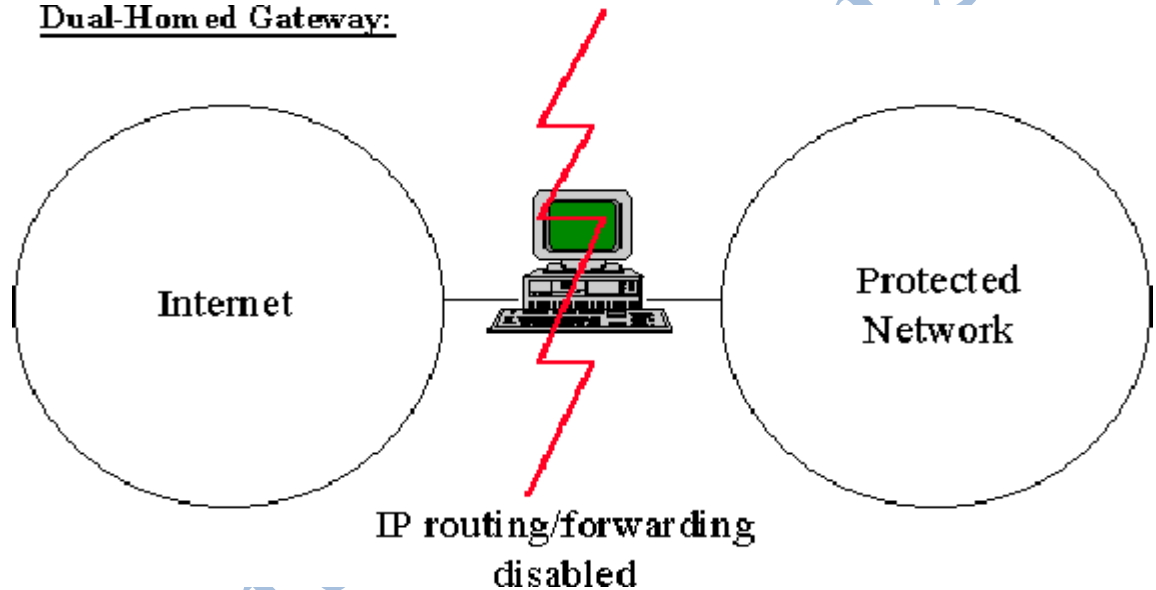 Dual-Homed Gateway:
Internet
Protected
Network
IP routing/forwarding
disabled